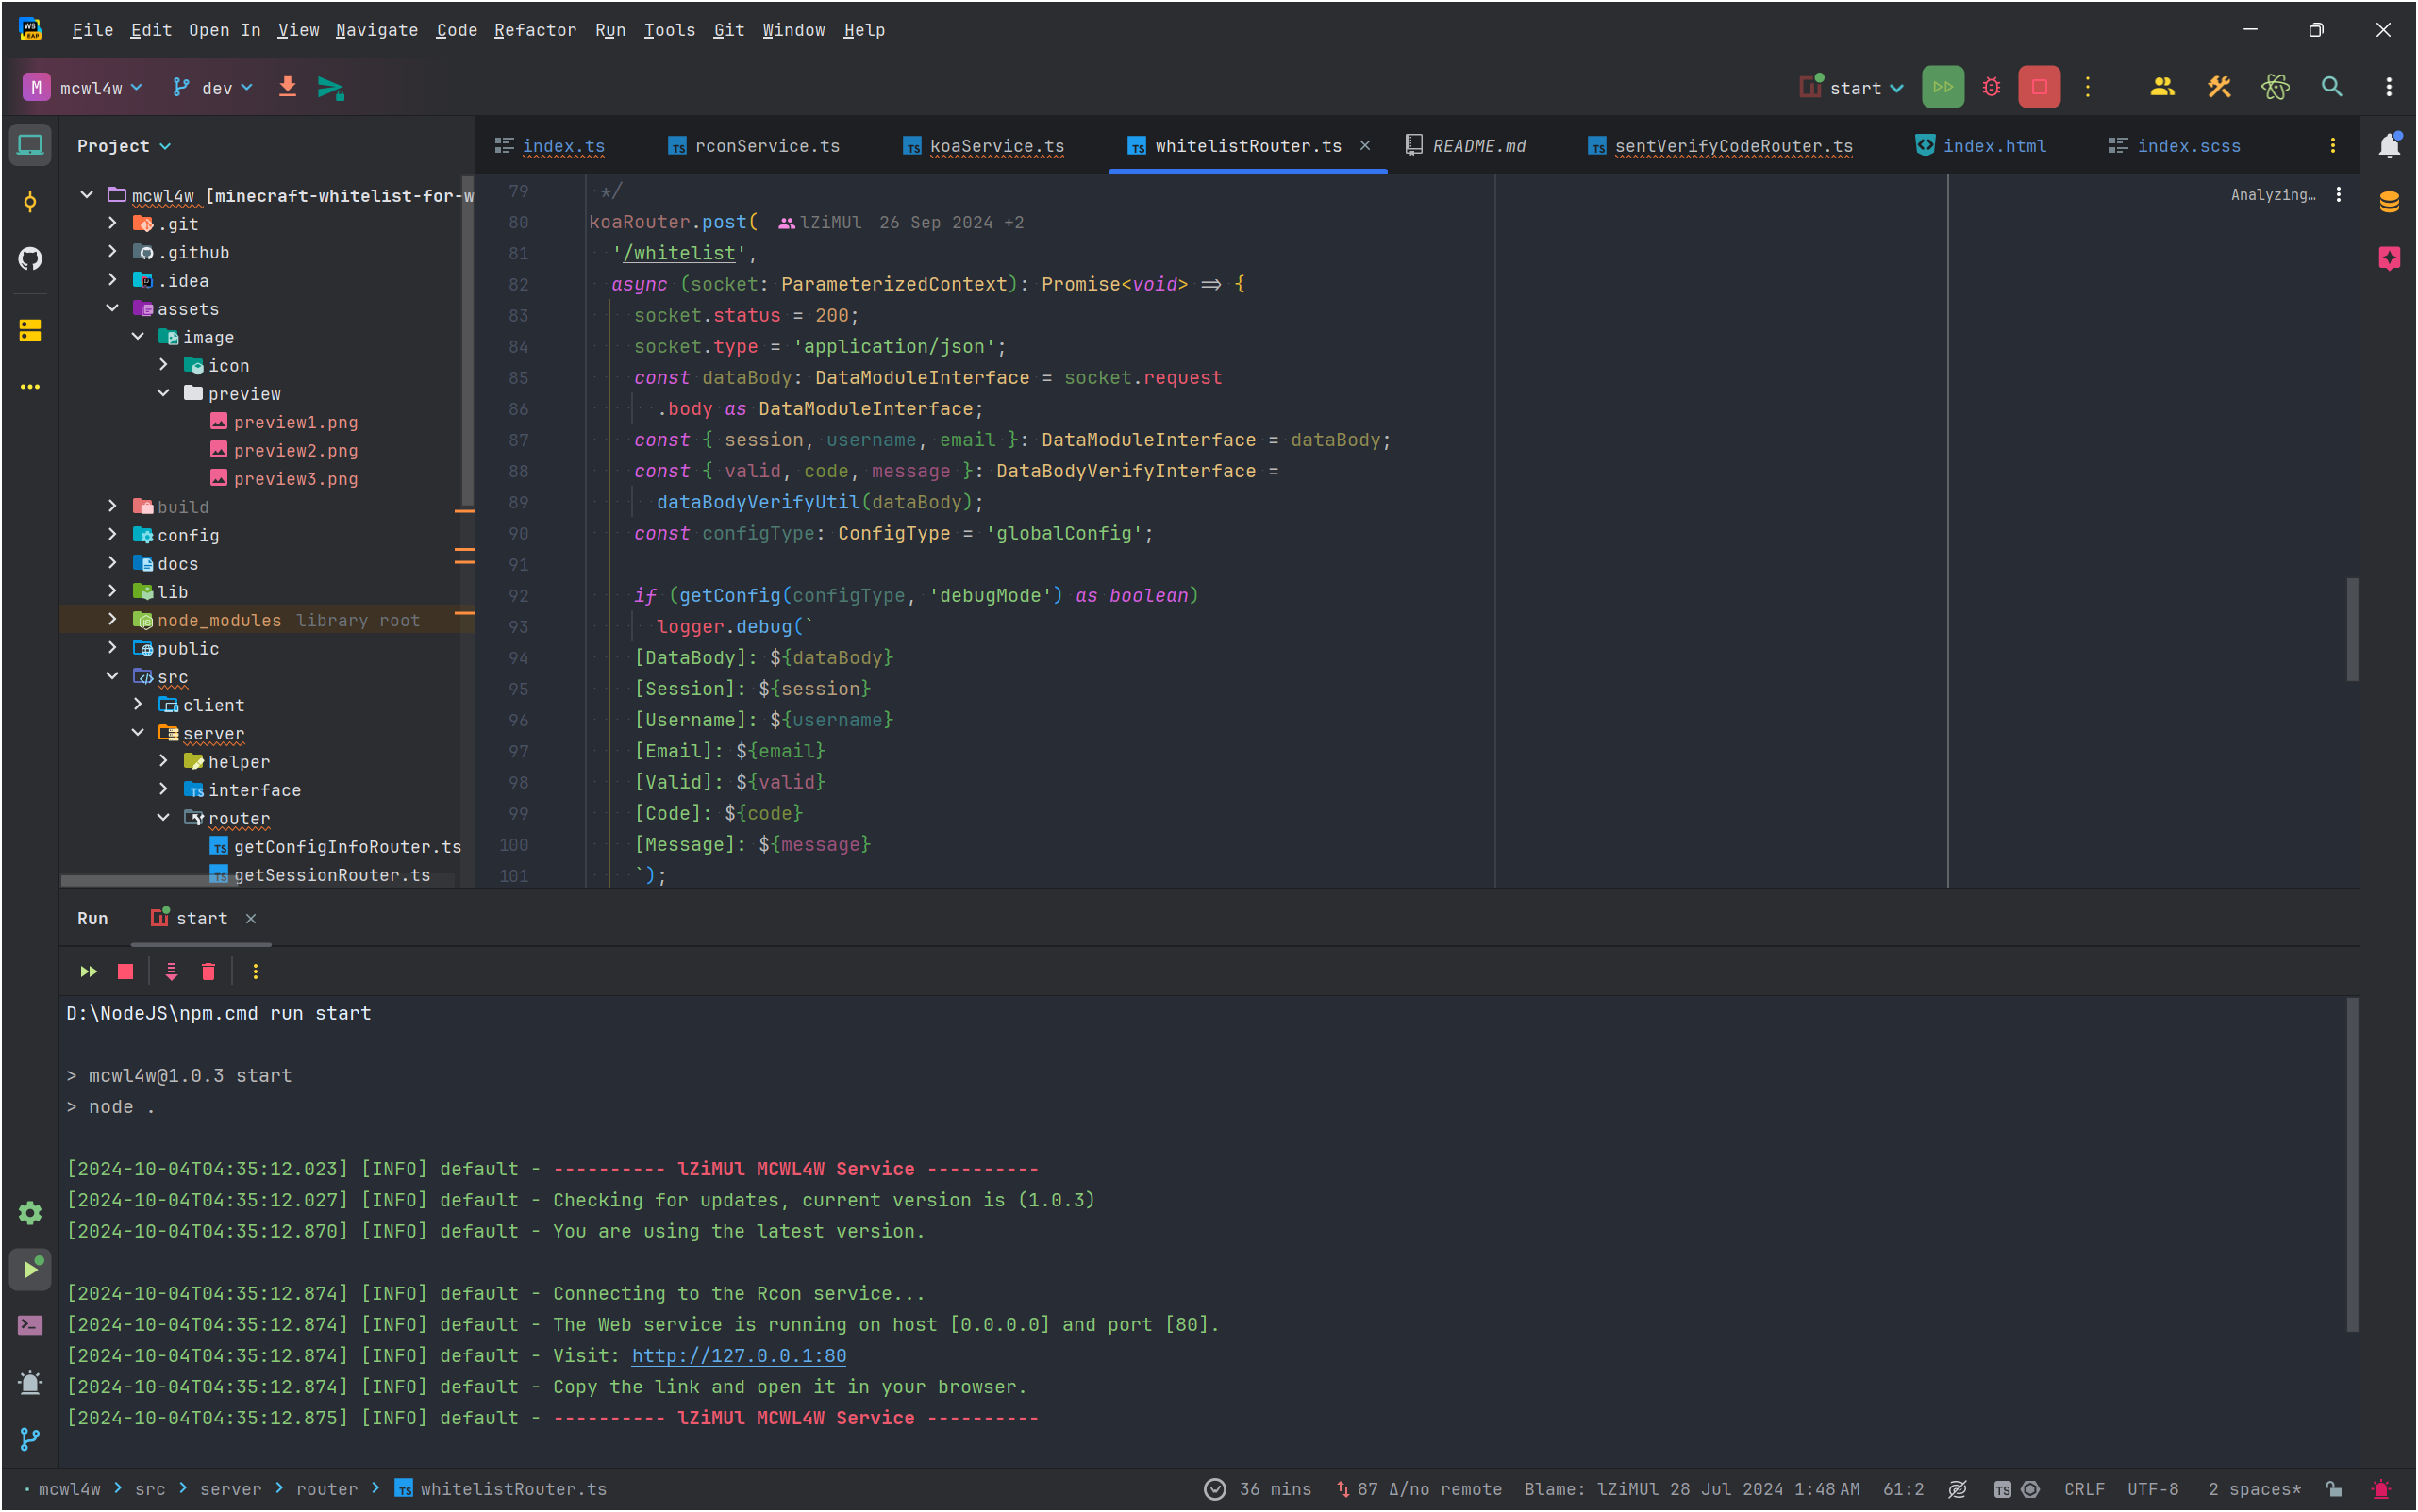 File Edit Open In View Navigate Code Refactor Run Tools Git Window Help
M mcwl4w dev start
Project
index.ts rconService.ts koaService.ts whitelistRouter.ts README.md sentVerifyCodeRouter.ts index.html index.scss
mcwl4w [minecraft-whitelist-for-w
.git
.github
.idea
assets
image
icon
preview
preview1.png
preview2.png
preview3.png
build
config
docs
lib
node_modules library root
public
src
client
server
helper
interface
router
getConfigInfoRouter.ts
getSessionRouter.ts
Analyzing…
79 */
80 koaRouter.post( lZiMUl 26 Sep 2024 +2
81 '/whitelist',
82 async (socket: ParameterizedContext): Promise<void> => {
83 socket.status = 200;
84 socket.type = 'application/json';
85 const dataBody: DataModuleInterface = socket.request
86 .body as DataModuleInterface;
87 const { session, username, email }: DataModuleInterface = dataBody;
88 const { valid, code, message }: DataBodyVerifyInterface =
89 dataBodyVerifyUtil(dataBody);
90 const configType: ConfigType = 'globalConfig';
91
92 if (getConfig(configType, 'debugMode') as boolean)
93 logger.debug(`
94 [DataBody]: ${dataBody}
95 [Session]: ${session}
96 [Username]: ${username}
97 [Email]: ${email}
98 [Valid]: ${valid}
99 [Code]: ${code}
100 [Message]: ${message}
101 `);
Run start
D:\NodeJS\npm.cmd run start
> mcwl4w@1.0.3 start
> node .
[2024-10-04T04:35:12.023] [INFO] default - ---------- lZiMUl MCWL4W Service ----------
[2024-10-04T04:35:12.027] [INFO] default - Checking for updates, current version is (1.0.3)
[2024-10-04T04:35:12.870] [INFO] default - You are using the latest version.
[2024-10-04T04:35:12.874] [INFO] default - Connecting to the Rcon service...
[2024-10-04T04:35:12.874] [INFO] default - The Web service is running on host [0.0.0.0] and port [80].
[2024-10-04T04:35:12.874] [INFO] default - Visit: http://127.0.0.1:80
[2024-10-04T04:35:12.874] [INFO] default - Copy the link and open it in your browser.
[2024-10-04T04:35:12.875] [INFO] default - ---------- lZiMUl MCWL4W Service ----------
mcwl4w > src > server > router > whitelistRouter.ts 36 mins 87 Δ/no remote Blame: lZiMUl 28 Jul 2024 1:48 AM 61:2 CRLF UTF-8 2 spaces*